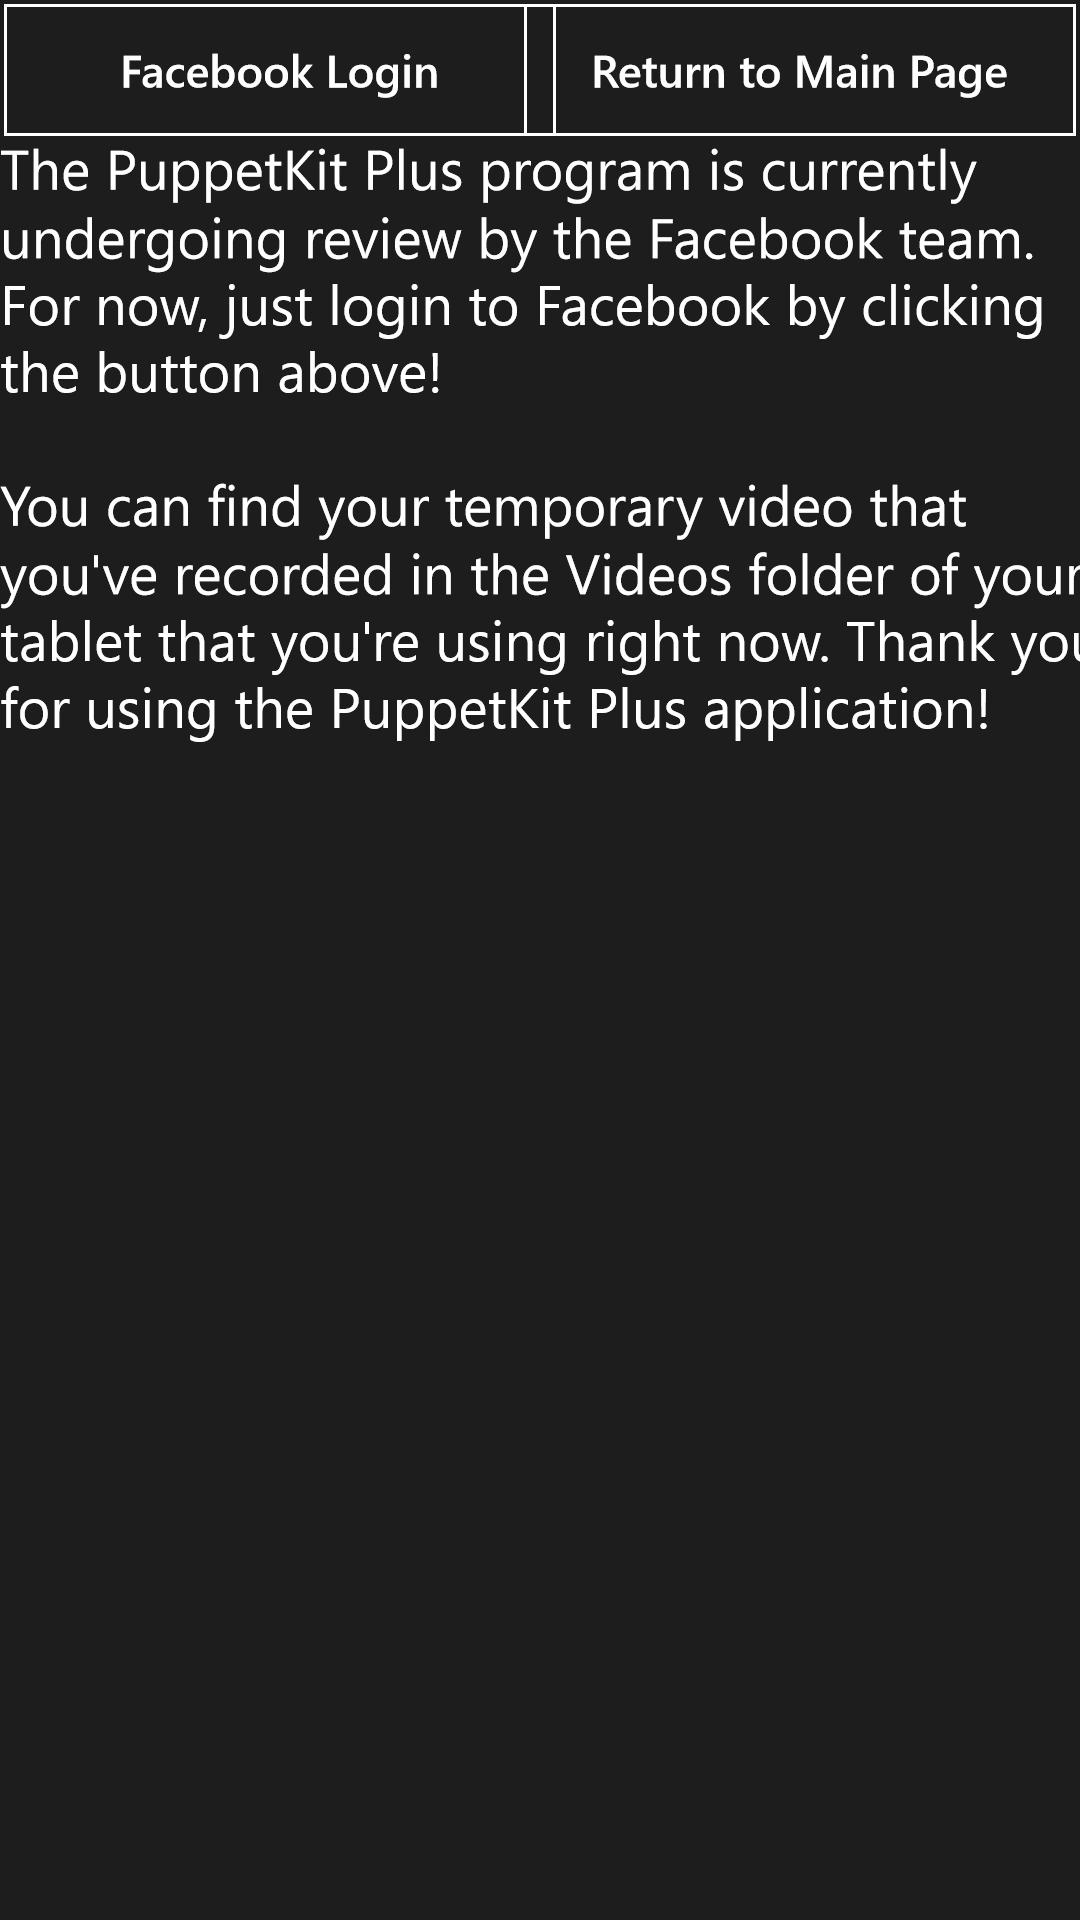 Facebook Login
Return to Main Page
The PuppetKit Plus program is currently
undergoing review by the Facebook team.
For now, just login to Facebook by clicking
the button above!
You can find your temporary video that
you've recorded in the Videos folder of your
tablet that you're using right now. Thank you
for using the PuppetKit Plus application!